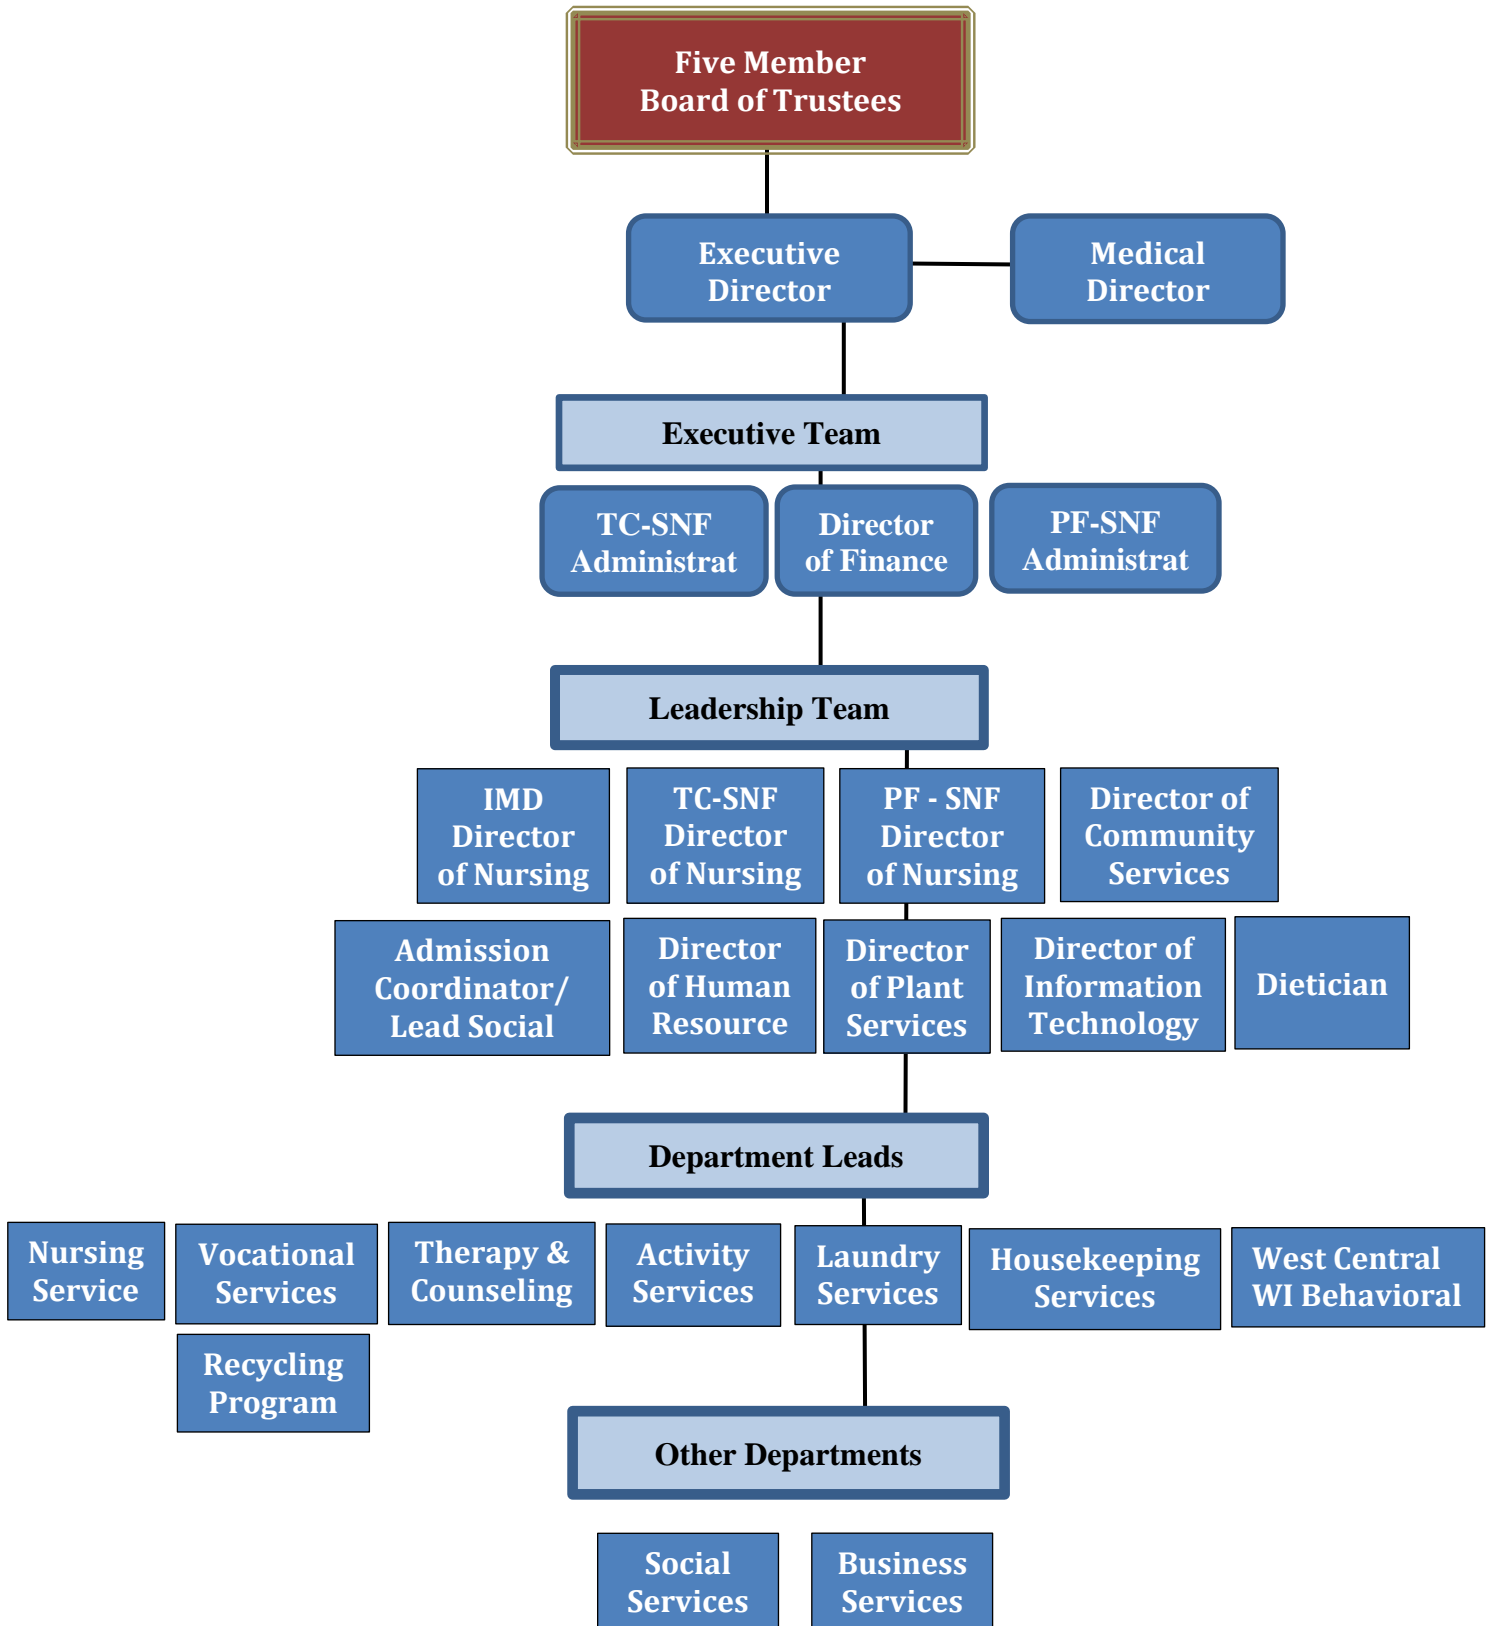 Five Member
Board of Trustees
Executive
Director
Medical
Director
Executive Team
TC-SNF
Administrat
Director
of Finance
PF-SNF
Administrat
Leadership Team
IMD
Director
of Nursing
TC-SNF
Director
of Nursing
PF - SNF
Director
of Nursing
Director of
Community
Services
Admission
Coordinator/
Lead Social
Director
of Human
Resource
Director
of Plant
Services
Director of
Information
Technology
Dietician
Department Leads
Nursing
Service
Vocational
Services
Therapy &
Counseling
Activity
Services
Laundry
Services
Housekeeping
Services
West Central
WI Behavioral
Recycling
Program
Other Departments
Social
Services
Business
Services